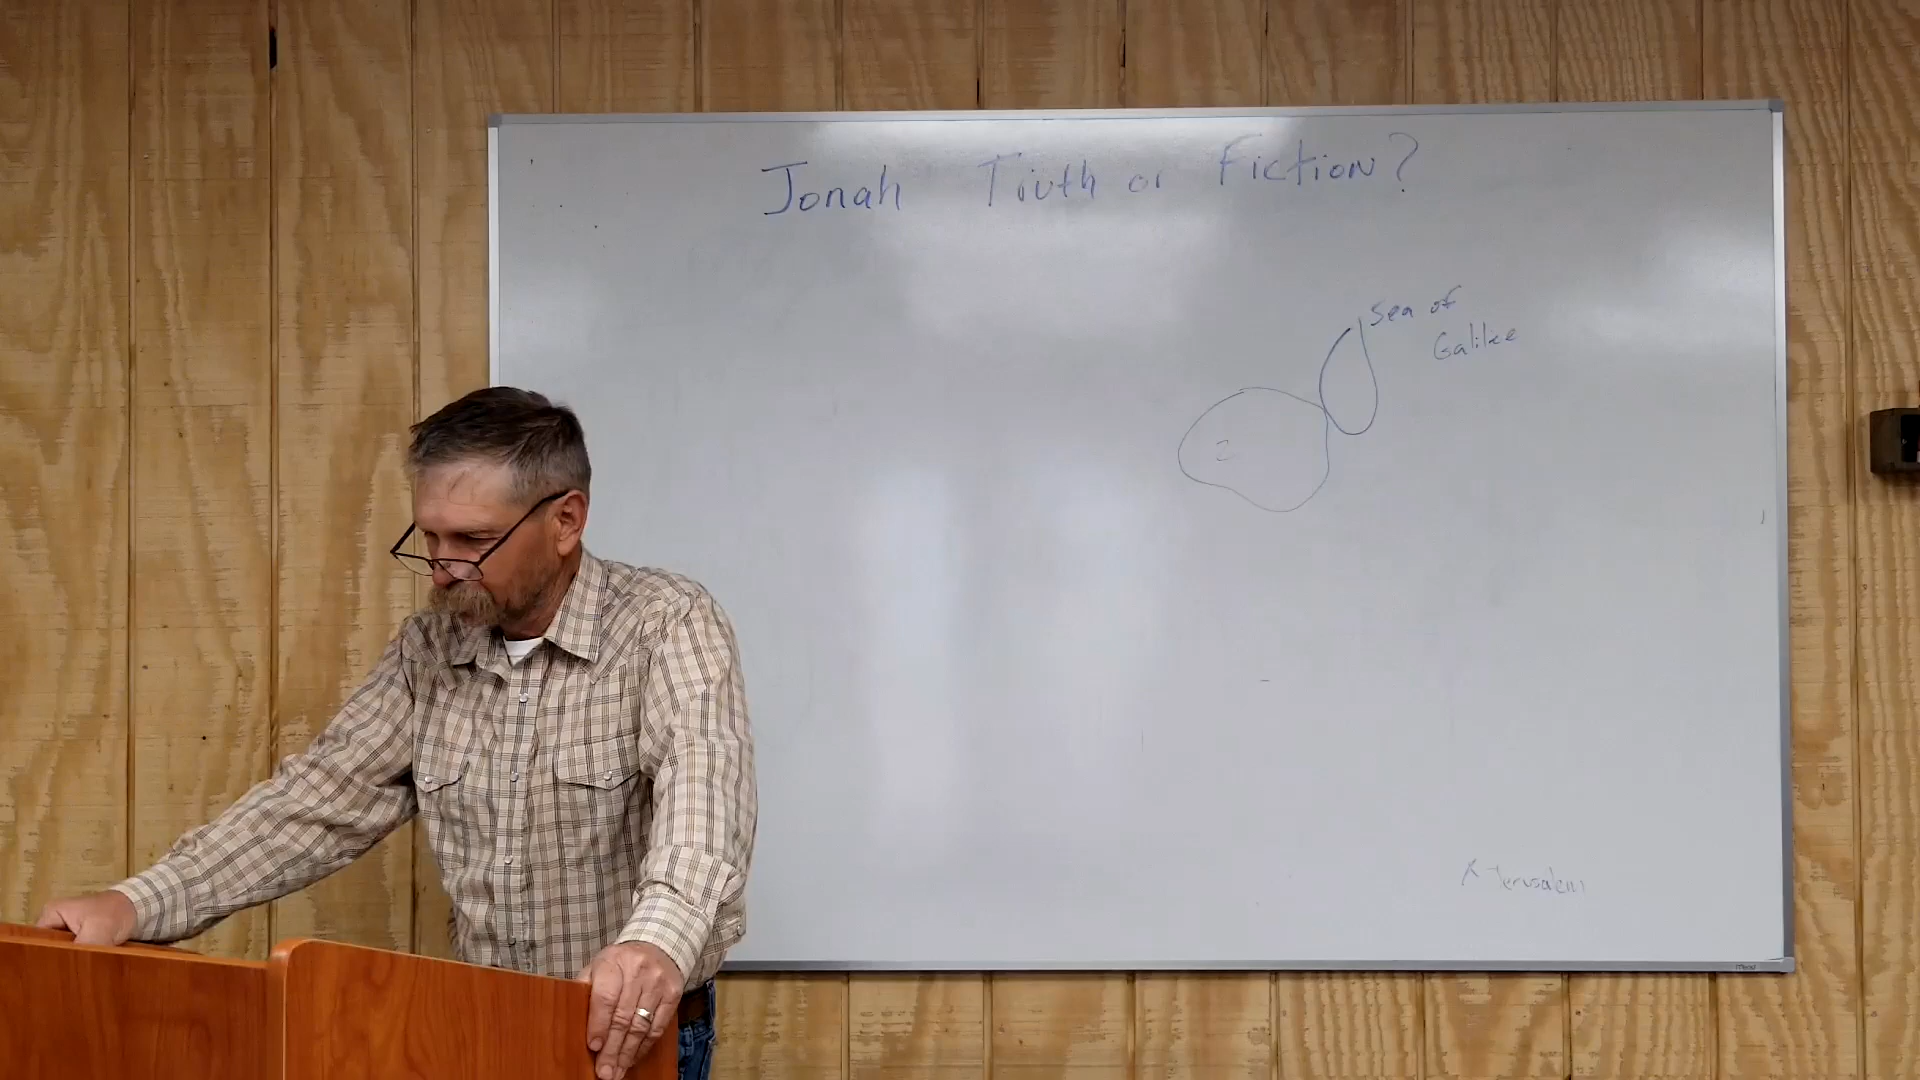 Jonah Truth or Fiction?
Sea of
Galilee
Z
X Jerusalem